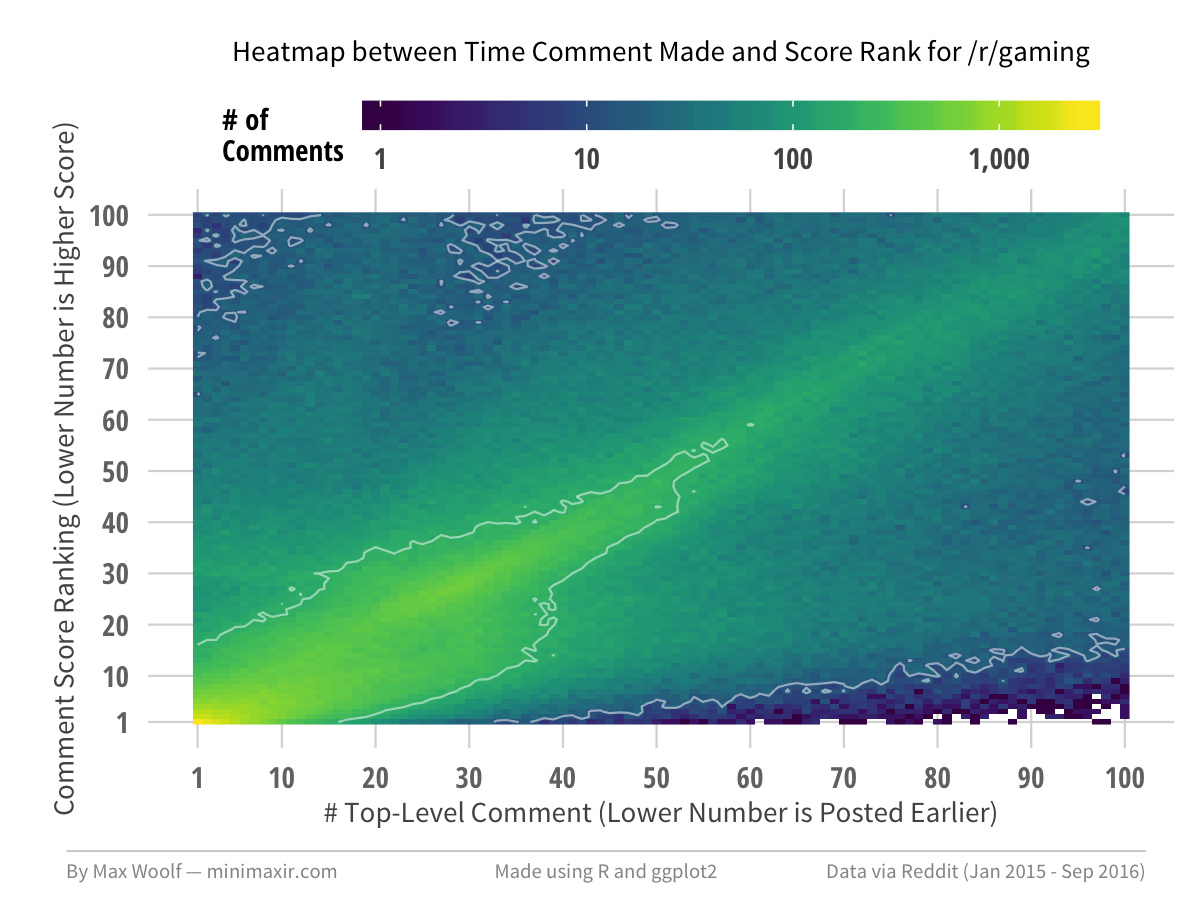 Heatmap between Time Comment Made and Score Rank for /r/gaming
# of
Comments
1 10 100 1,000
Comment Score Ranking (Lower Number is Higher Score)
100
90
80
70
60
50
40
30
20
10
1
1 10 20 30 40 50 60 70 80 90 100
# Top-Level Comment (Lower Number is Posted Earlier)
By Max Woolf — minimaxir.com
Made using R and ggplot2
Data via Reddit (Jan 2015 - Sep 2016)